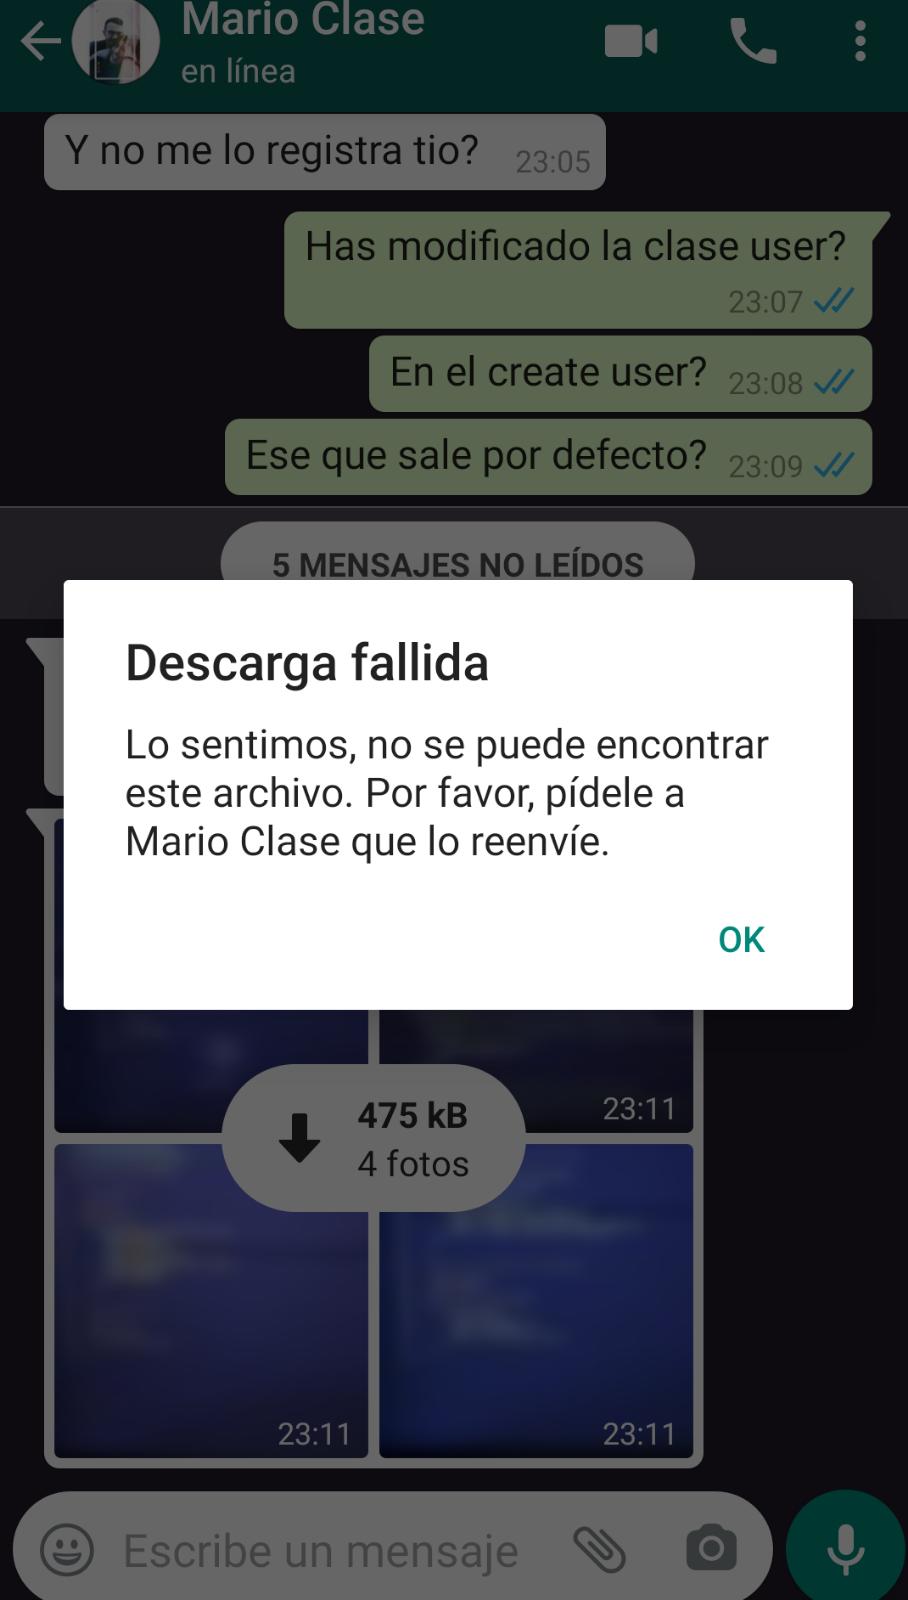 Mario Clase
en línea
Y no me lo registra tio?
23:05
Has modificado la clase user?
23:07
En el create user?
23:08
Ese que sale por defecto?
23:09
5 MENSAJES NO LEÍDOS
Descarga fallida
Lo sentimos, no se puede encontrar
este archivo. Por favor, pídele a
Mario Clase que lo reenvíe.
OK
23:11
475 kB
4 fotos
23:11
23:11
Escribe un mensaje